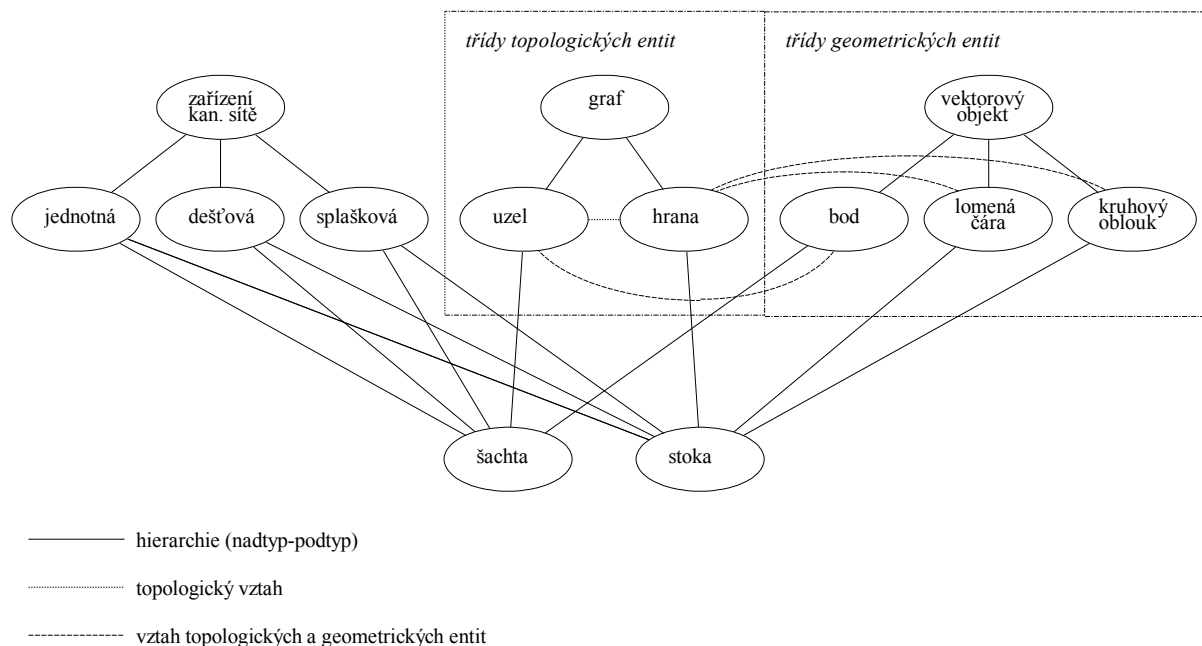 třídy topologických entit
třídy geometrických entit
zařízení
kan. sítě
graf
vektorový
objekt
jednotná
dešťová
splašková
uzel
hrana
bod
lomená
čára
kruhový
oblouk
šachta
stoka
hierarchie (nadtyp-podtyp)
topologický vztah
vztah topologických a geometrických entit